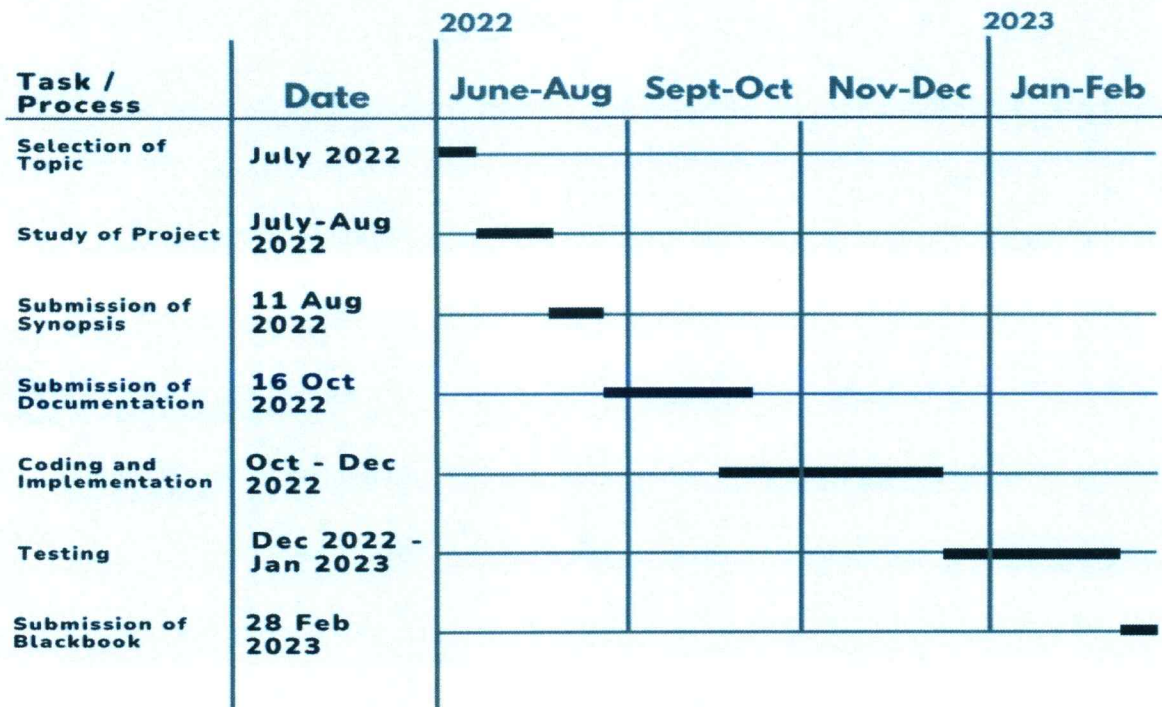 2022
2023
Task /
Process
Date
June-Aug
Sept-Oct
Nov-Dec
Jan-Feb
Selection of
Topic
July 2022
Study of Project
July-Aug
2022
Submission of
Synopsis
11 Aug
2022
Submission of
Documentation
16 Oct
2022
Coding and
Implementation
Oct - Dec
2022
Testing
Dec 2022 -
Jan 2023
Submission of
Blackbook
28 Feb
2023